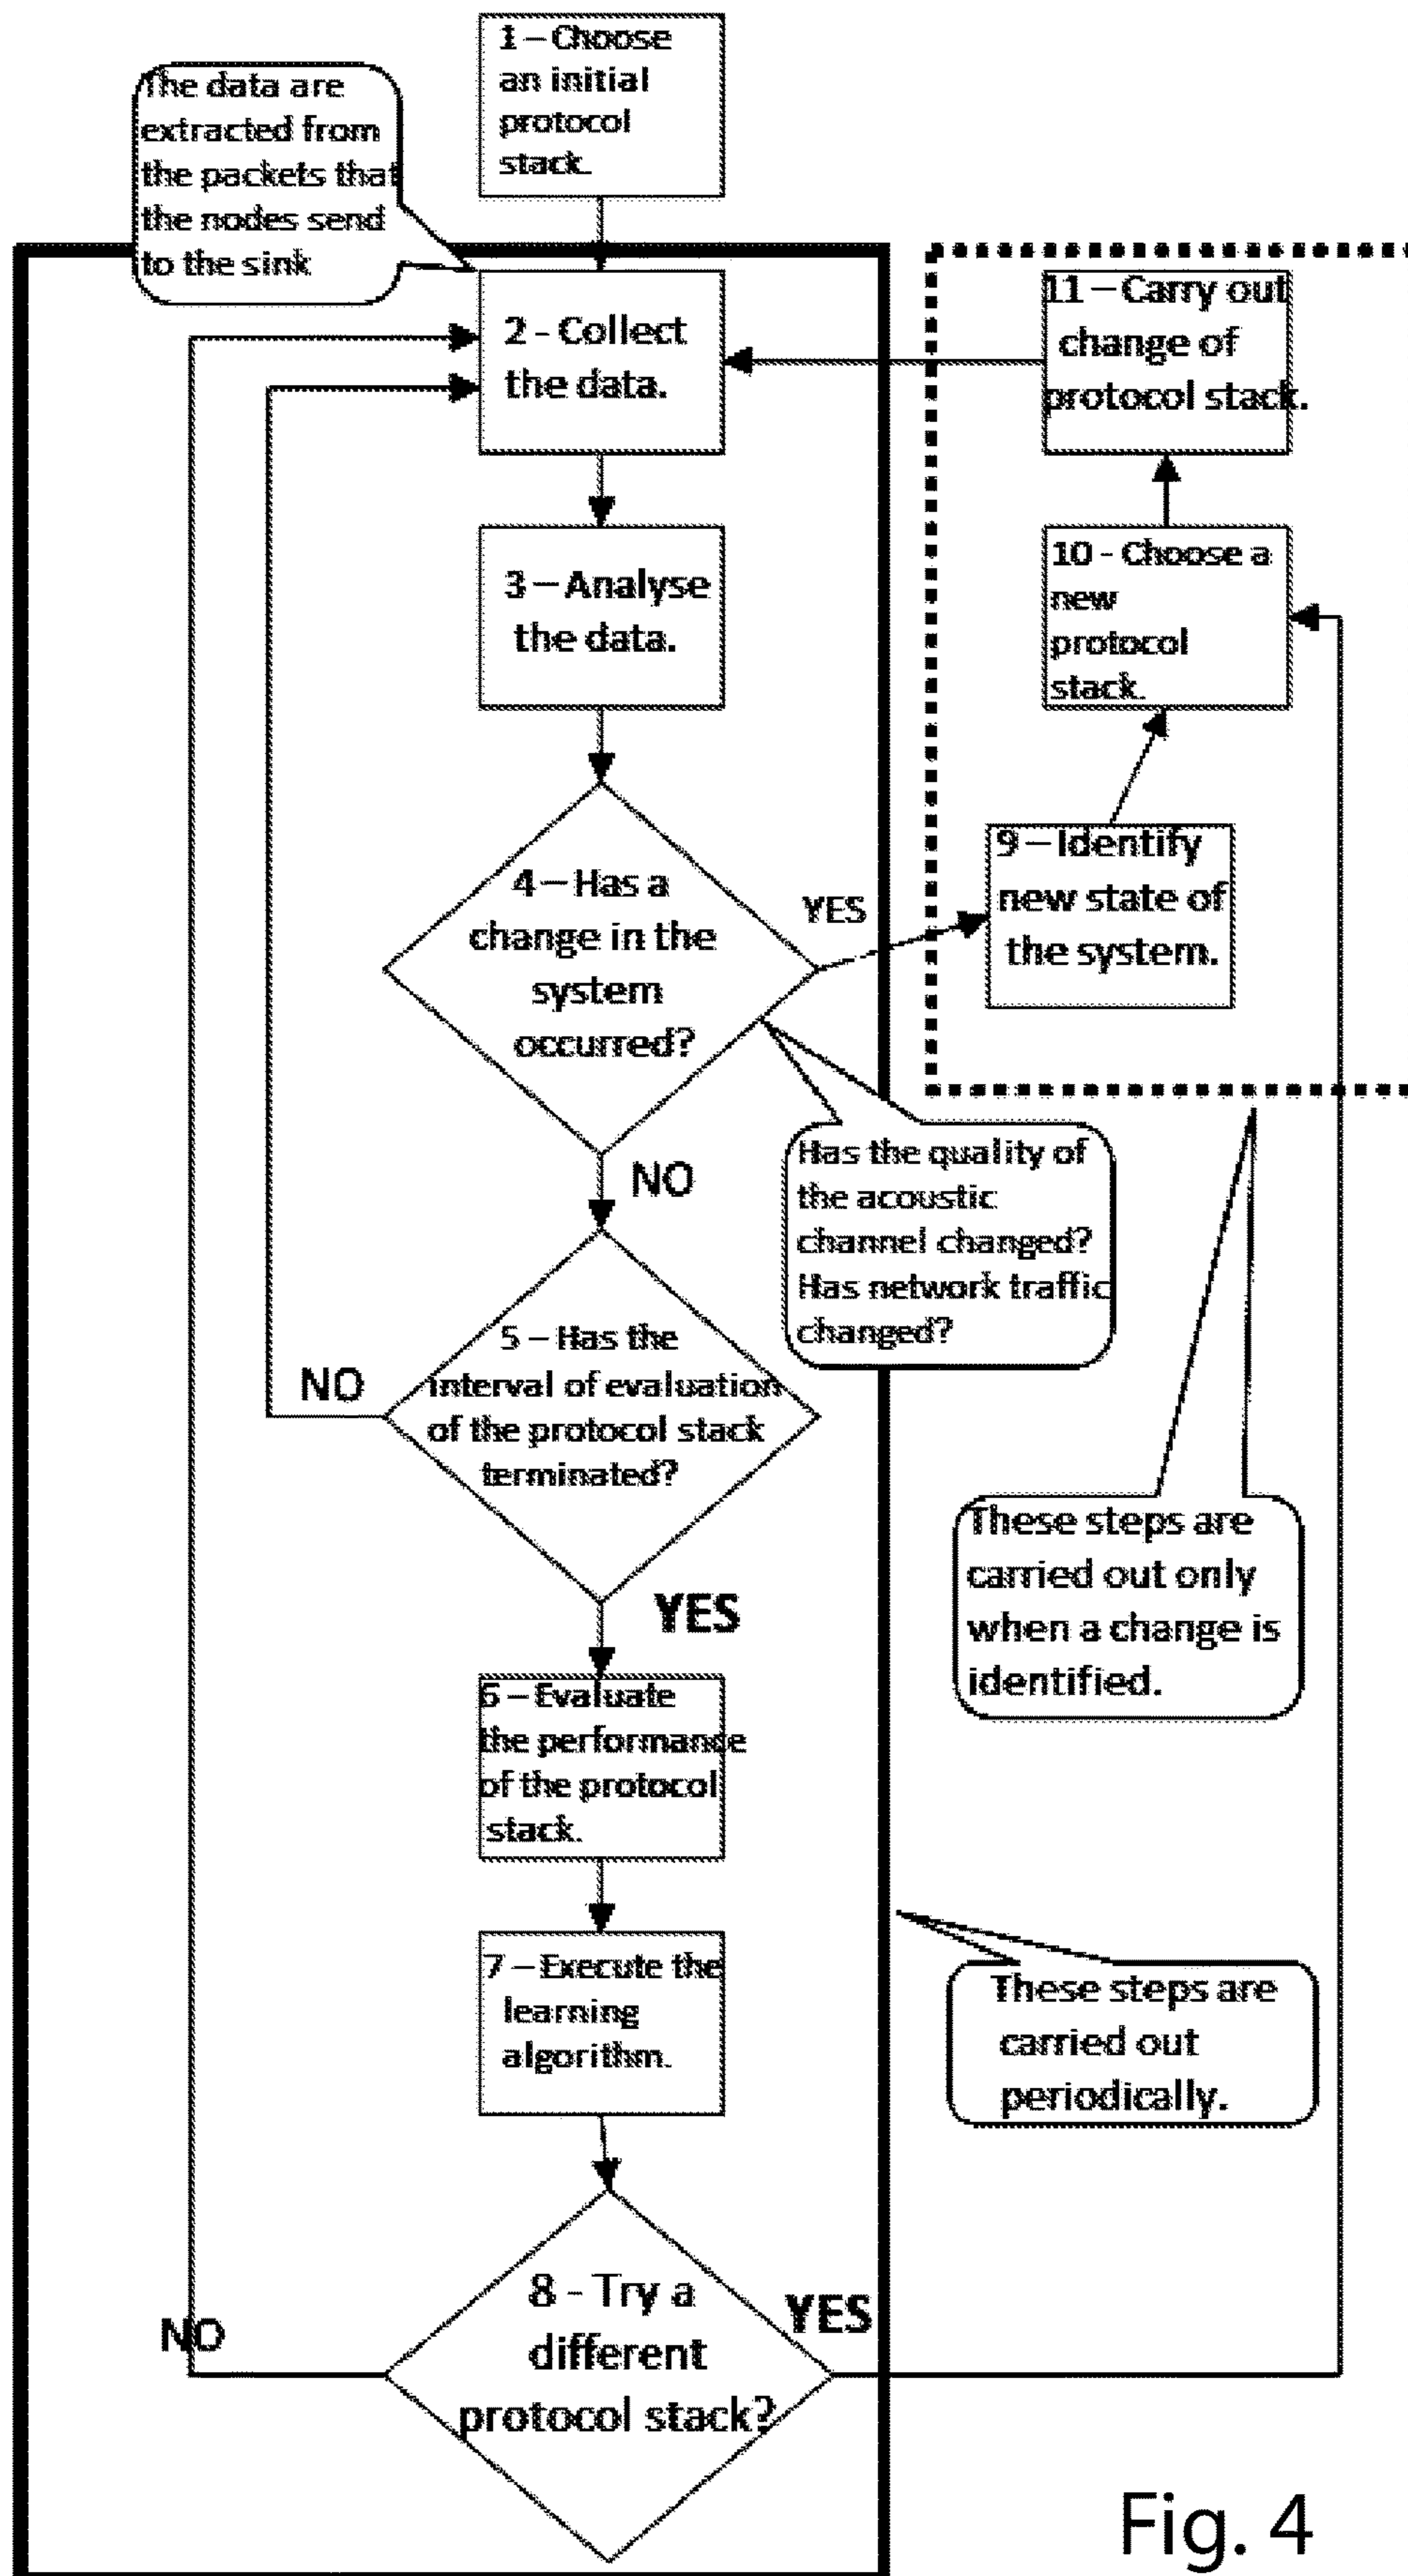 1 – Choose
an initial
protocol
stack.
The data are
extracted from
the packets that
the nodes send
to the sink
2 - Collect
the data.
11 – Carry out
change of
protocol stack.
3 – Analyse
the data.
10 - Choose a
new
protocol
stack.
4 – Has a
change in the
system
occurred?
YES
9 – Identify
new state of
the system.
NO
Has the quality of
the acoustic
channel changed?
Has network traffic
changed?
5 – Has the
interval of evaluation
of the protocol stack
terminated?
NO
YES
These steps are
carried out only
when a change is
identified.
6 – Evaluate
the performance
of the protocol
stack.
7 – Execute the
learning
algorithm.
These steps are
carried out
periodically.
8 - Try a
different
protocol stack?
NO
YES
Fig. 4